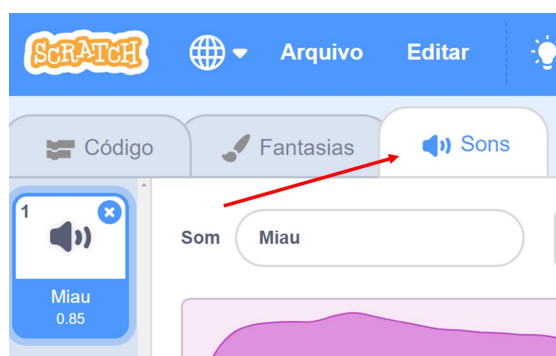 SCRATCH Arquivo Editar
Código Fantasias Sons
1
Som Miau
Miau
0.85